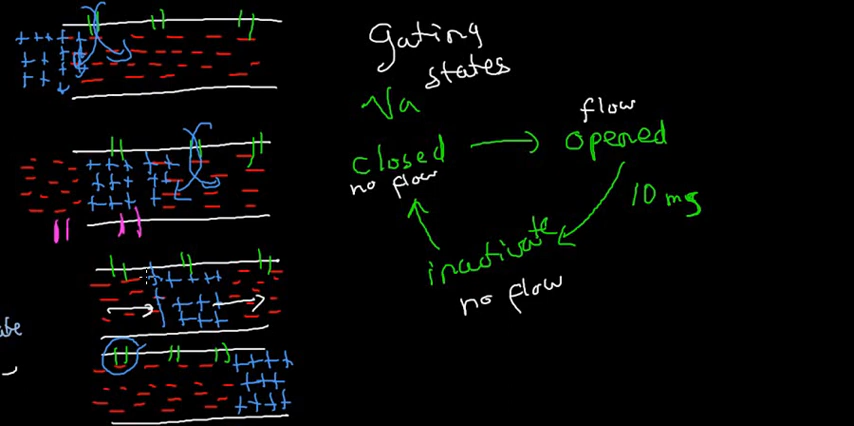 Gating
states
Na
flow
closed → opened
no flow
10 ms
inactivate
no flow